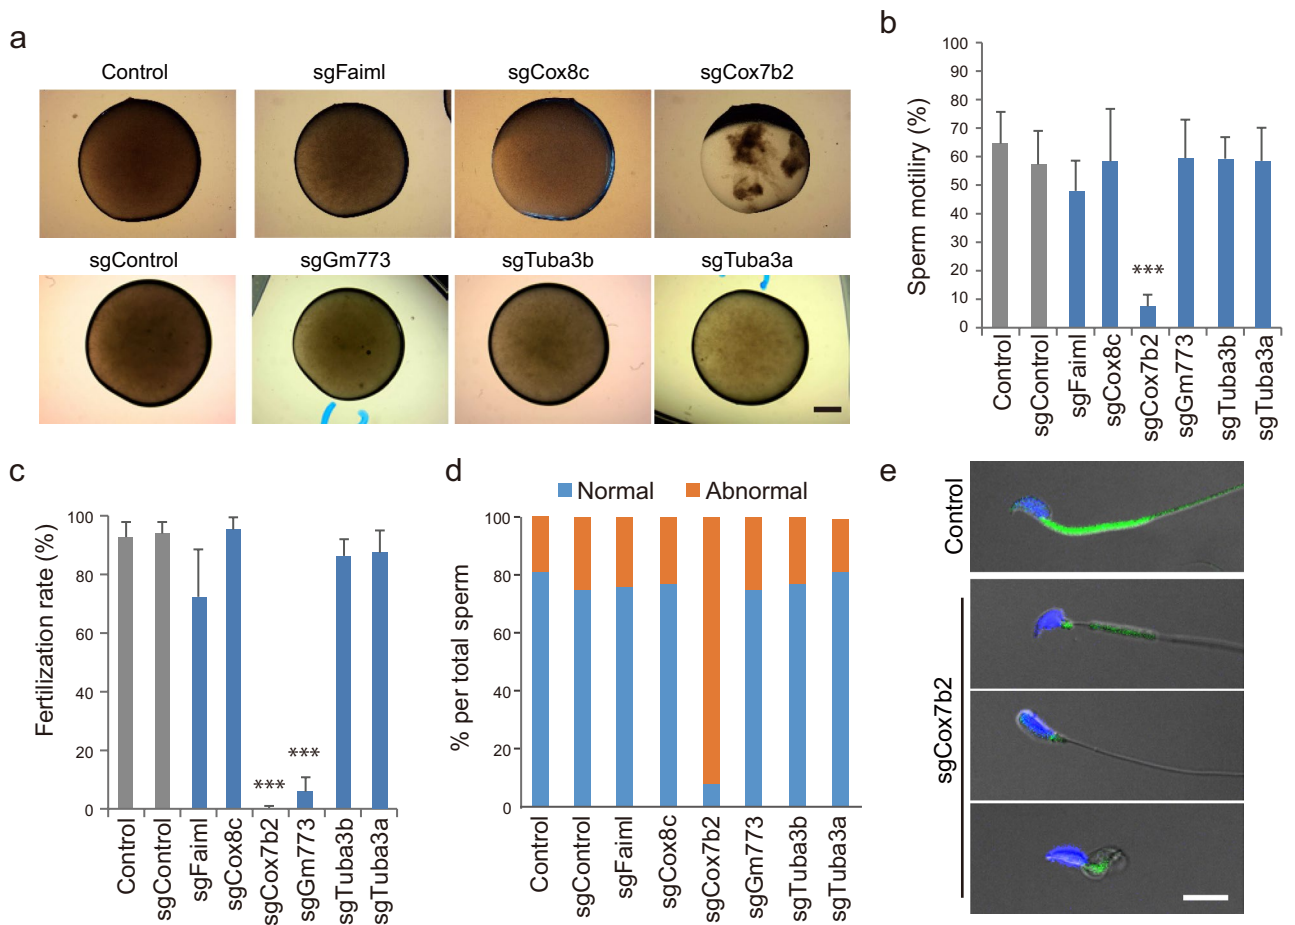 a
Control
sgFaiml
sgCox8c
sgCox7b2
sgControl
sgGm773
sgTuba3b
sgTuba3a
b
Sperm motiliry (%)
100
90
80
70
60
50
40
30
20
10
0
***
Control
sgControl
sgFaiml
sgCox8c
sgCox7b2
sgGm773
sgTuba3b
sgTuba3a
c
Fertilization rate (%)
100
80
60
40
20
0
***
***
Control
sgControl
sgFaiml
sgCox8c
sgCox7b2
sgGm773
sgTuba3b
sgTuba3a
d
Normal
Abnormal
% per total sperm
100
80
60
40
20
0
Control
sgControl
sgFaiml
sgCox8c
sgCox7b2
sgGm773
sgTuba3b
sgTuba3a
e
Control
sgCox7b2